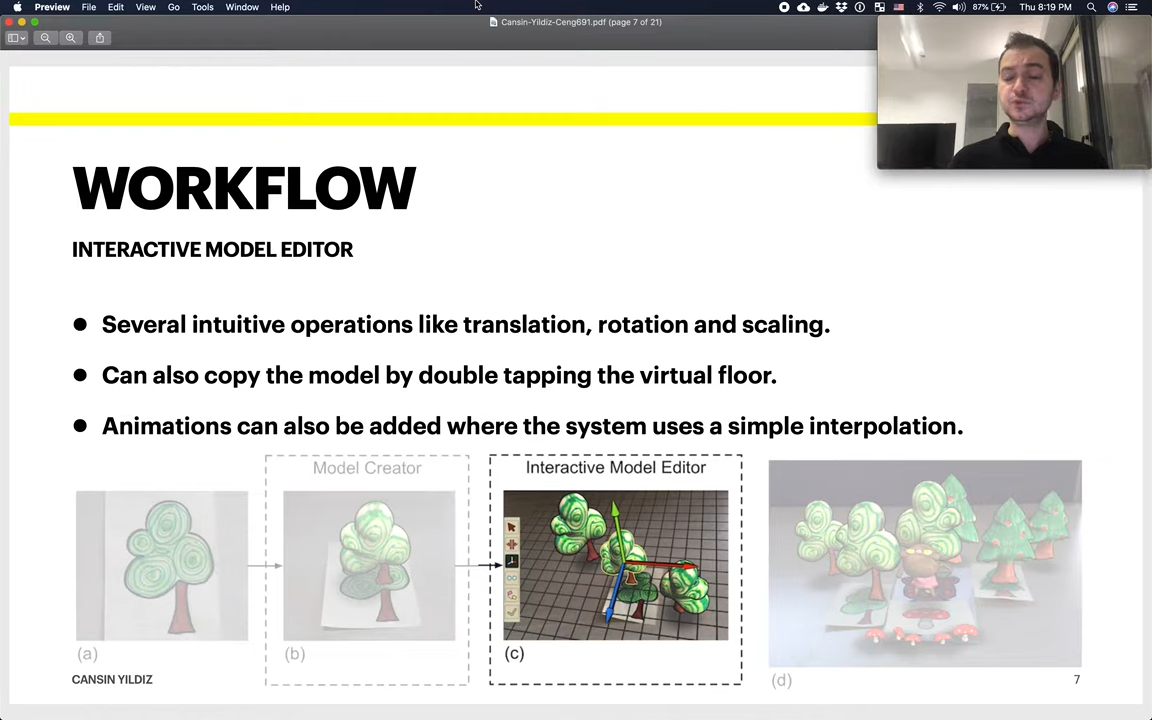 Preview File Edit View Go Tools Window Help 87% Thu 8:19 PM
Cansin-Yildiz-Ceng691.pdf (page 7 of 21)
WORKFLOW
INTERACTIVE MODEL EDITOR
● Several intuitive operations like translation, rotation and scaling.
● Can also copy the model by double tapping the virtual floor.
● Animations can also be added where the system uses a simple interpolation.
Model Creator
Interactive Model Editor
(a)
(b)
(c)
(d)
CANSIN YILDIZ
7